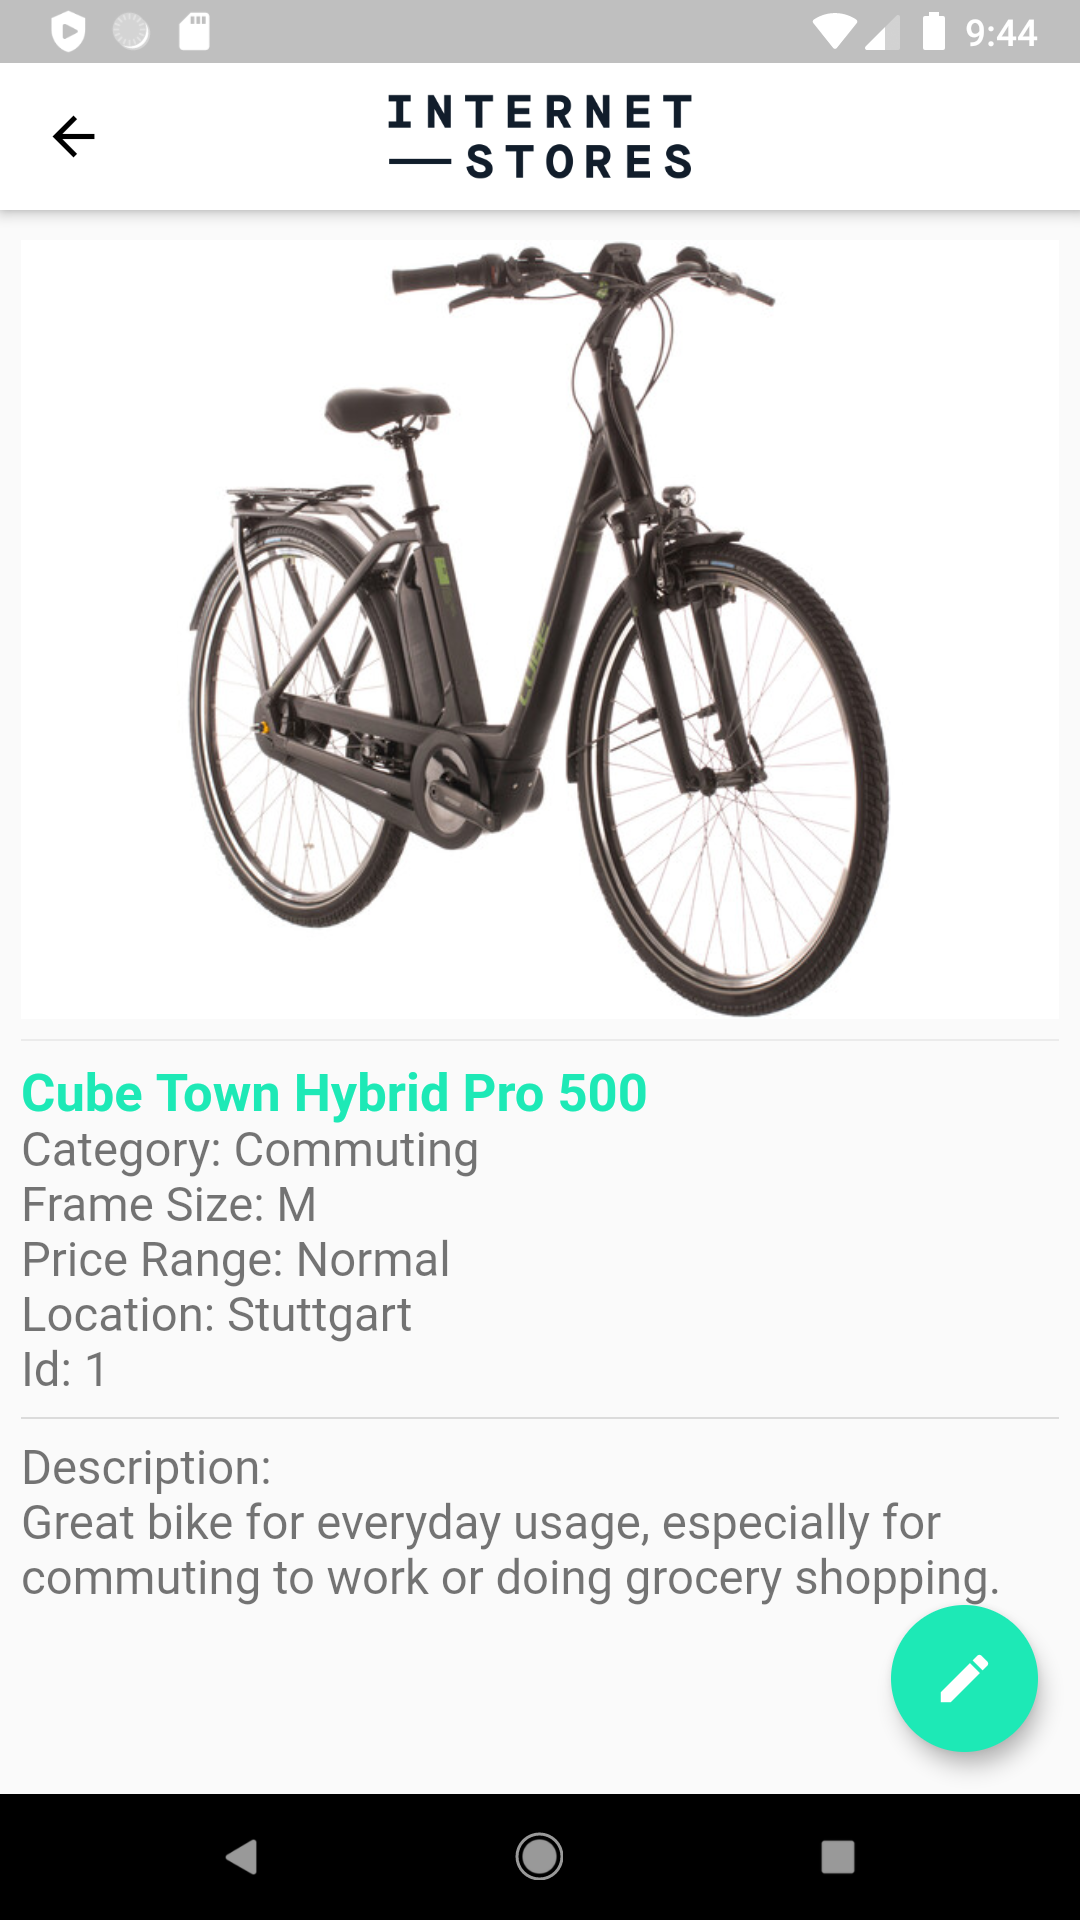 9:44
INTERNET
—STORES
CUBE
Cube Town Hybrid Pro 500
Category: Commuting
Frame Size: M
Price Range: Normal
Location: Stuttgart
Id: 1
Description:
Great bike for everyday usage, especially for
commuting to work or doing grocery shopping.